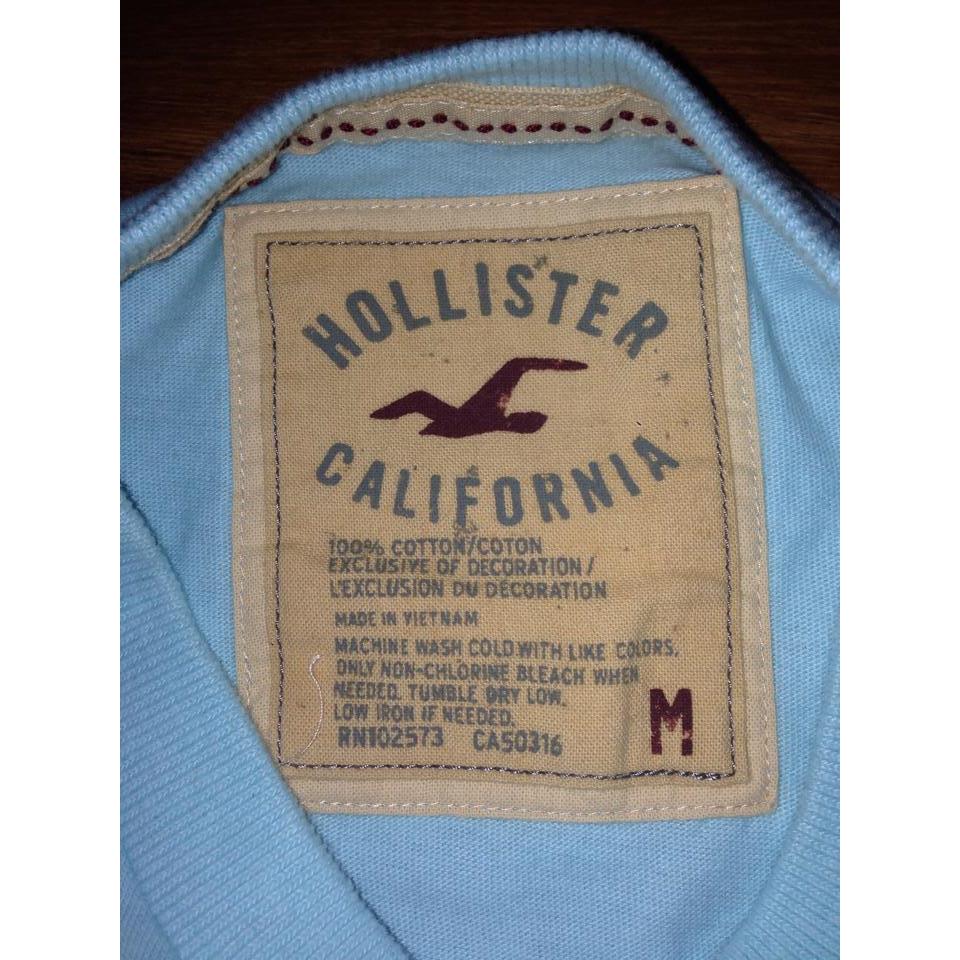 HOLLISTER
CALIFORNIA
100% COTTON/COTON
EXCLUSIVE OF DECORATION/
L'EXCLUSION DU DÉCORATION
MADE IN VIETNAM
MACHINE WASH COLD WITH LIKE COLORS.
ONLY NON-CHLORINE BLEACH WHEN
NEEDED. TUMBLE DRY LOW.
LOW IRON IF NEEDED.
RN102573 CA50316
M